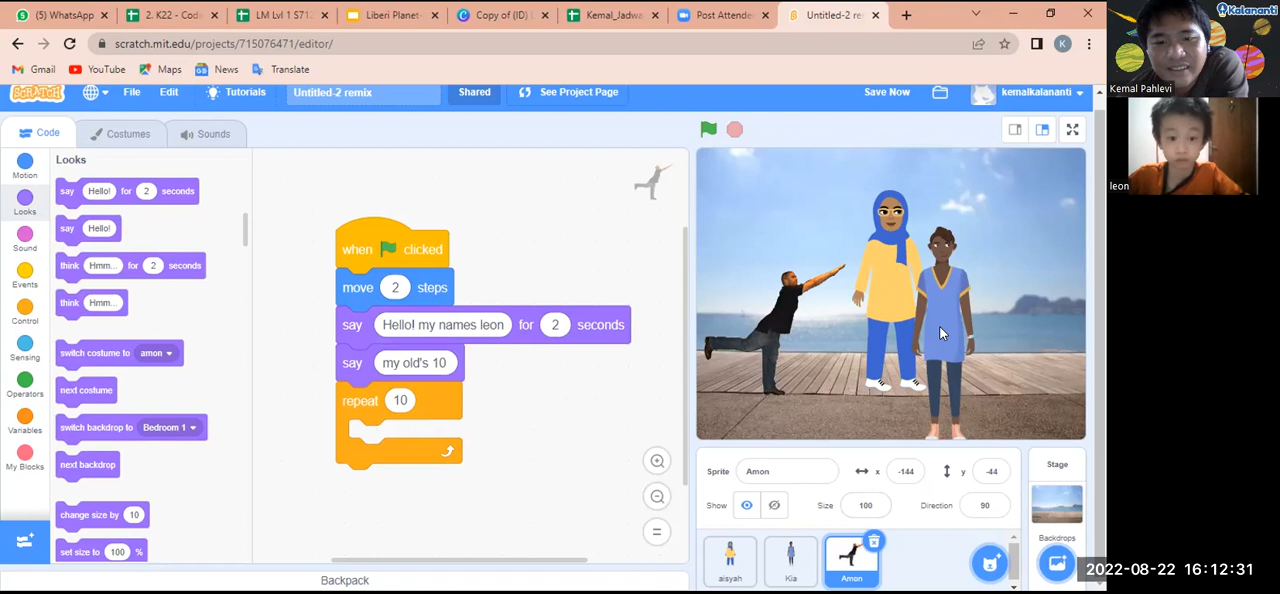 (5) WhatsApp
2. K22 - Codi
LM Lvl 1 S712
Liberi Planet
Copy of (ID) E
Kemal_Jadwa
Post Attende
Untitled-2 rem
scratch.mit.edu/projects/715076471/editor/
K
Gmail
YouTube
Maps
News
Translate
SCRATCH
File
Edit
Tutorials
Untitled-2 remix
Shared
See Project Page
Save Now
kemalkalananti
Code
Costumes
Sounds
Motion
Looks
Sound
Events
Control
Sensing
Operators
Variables
My Blocks
Looks
say Hello! for 2 seconds
say Hello!
think Hmm... for 2 seconds
think Hmm...
switch costume to amon
next costume
switch backdrop to Bedroom 1
next backdrop
change size by 10
set size to 100 %
when clicked
move 2 steps
say Hello! my names leon for 2 seconds
say my old's 10
repeat 10
Backpack
Sprite Amon x -144 y -44
Show Size 100 Direction 90
aisyah
Kia
Amon
Stage
Backdrops
Kalananti
Kemal Pahlevi
leon
2022-08-22 16:12:31